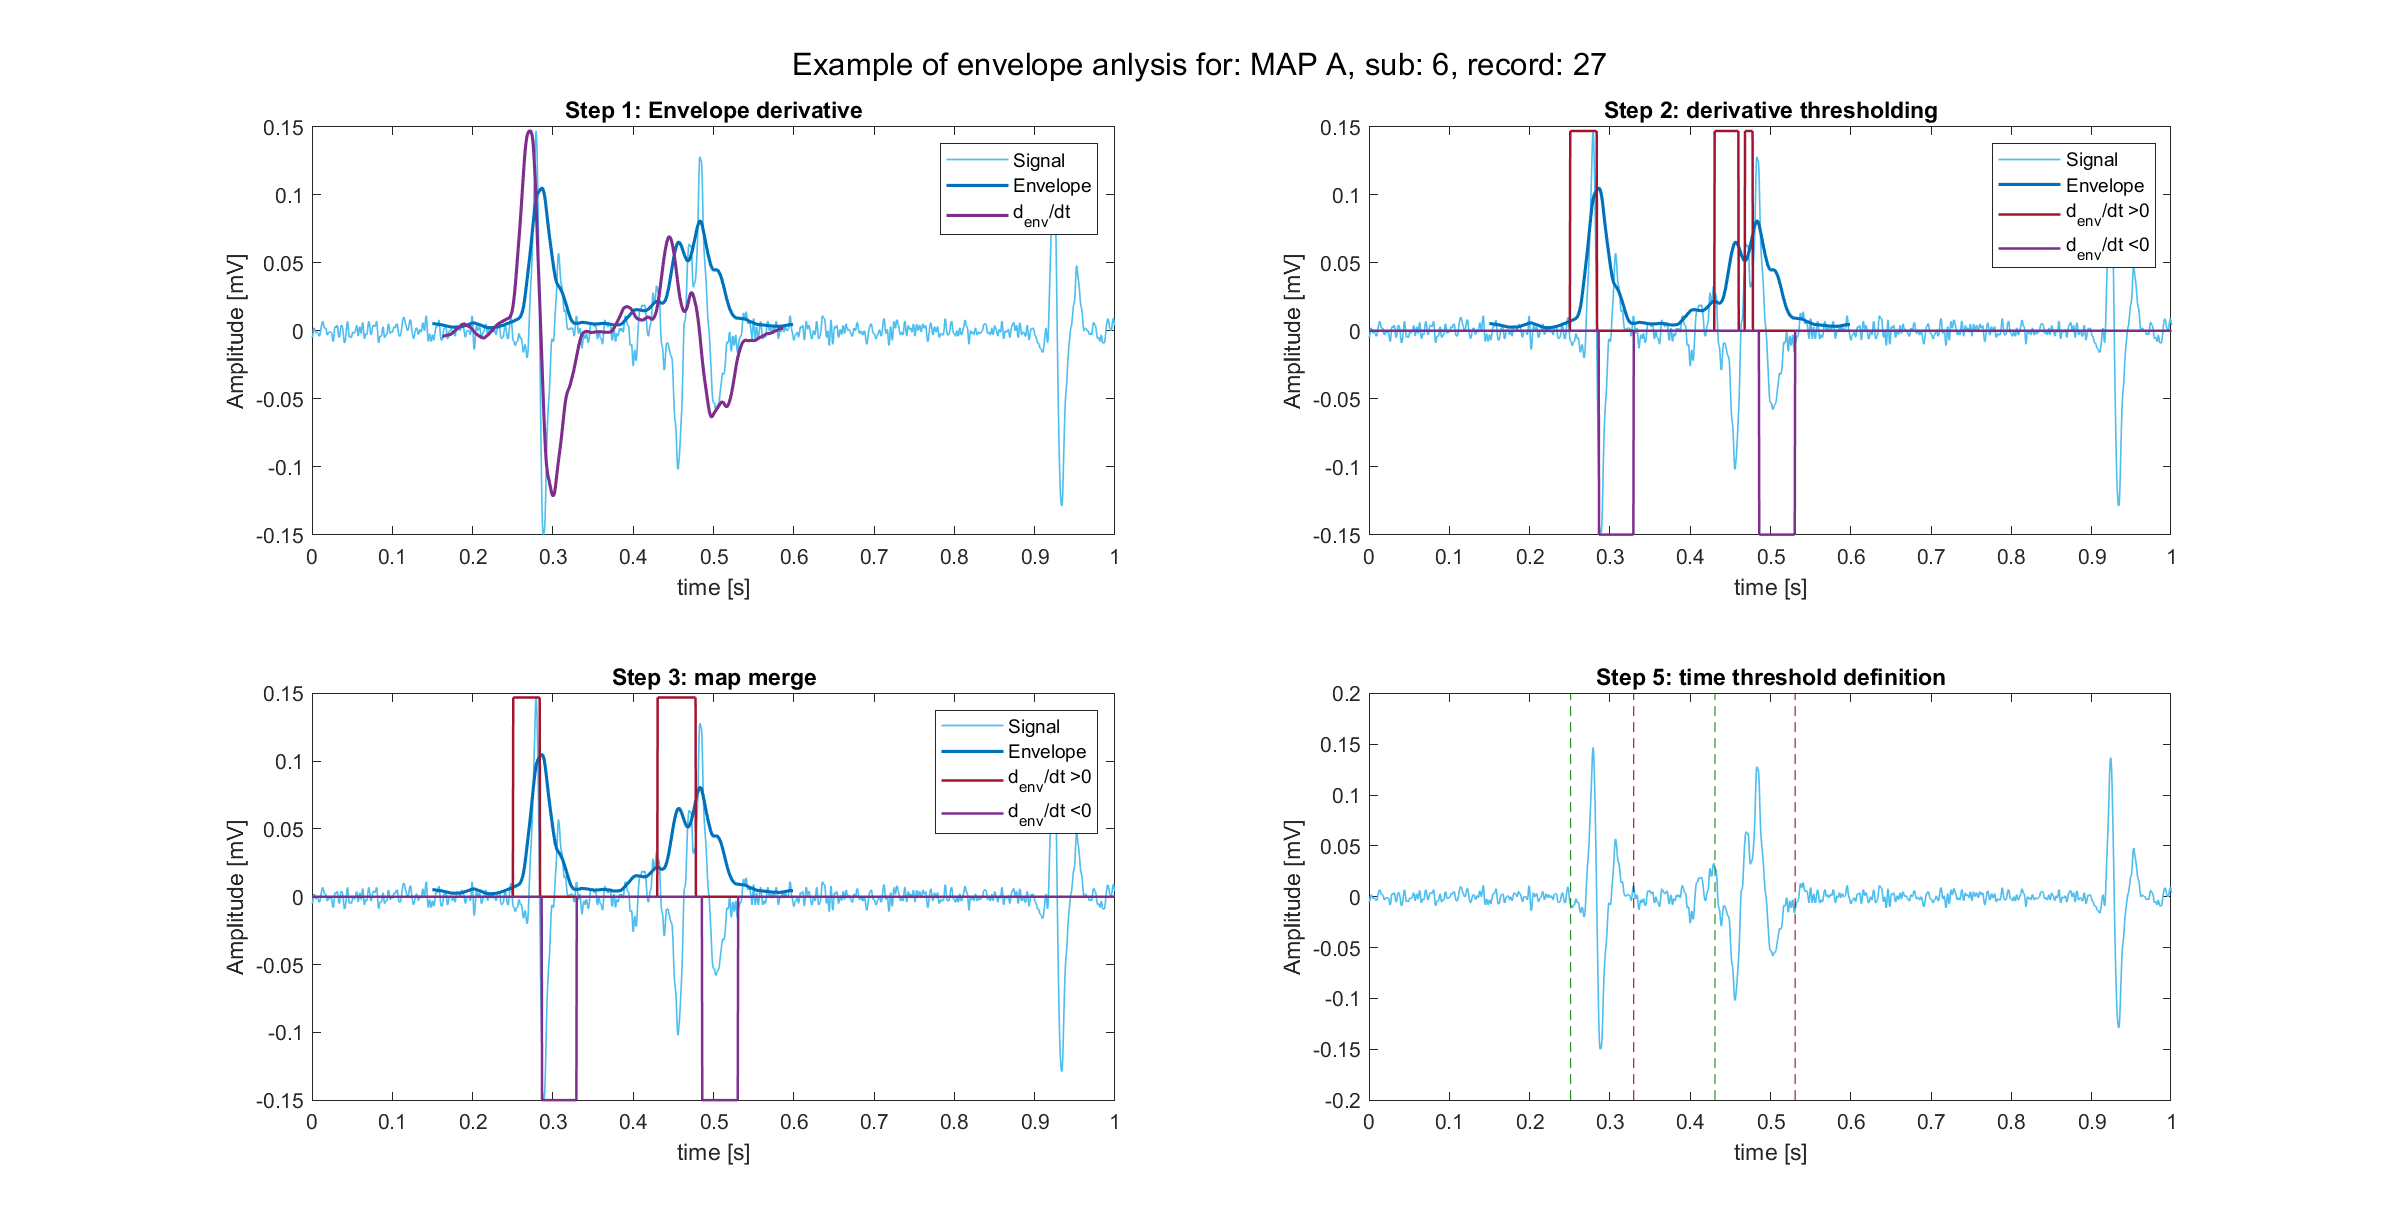 Example of envelope anlysis for: MAP A, sub: 6, record: 27
Step 1: Envelope derivative
0.15
0.1
0.05
0
-0.05
-0.1
-0.15
Amplitude [mV]
0 0.1 0.2 0.3 0.4 0.5 0.6 0.7 0.8 0.9 1
time [s]
Signal
Envelope
d_env/dt
Step 2: derivative thresholding
0.15
0.1
0.05
0
-0.05
-0.1
-0.15
Amplitude [mV]
0 0.1 0.2 0.3 0.4 0.5 0.6 0.7 0.8 0.9 1
time [s]
Signal
Envelope
d_env/dt >0
d_env/dt <0
Step 3: map merge
0.15
0.1
0.05
0
-0.05
-0.1
-0.15
Amplitude [mV]
0 0.1 0.2 0.3 0.4 0.5 0.6 0.7 0.8 0.9 1
time [s]
Signal
Envelope
d_env/dt >0
d_env/dt <0
Step 5: time threshold definition
0.2
0.15
0.1
0.05
0
-0.05
-0.1
-0.15
-0.2
Amplitude [mV]
0 0.1 0.2 0.3 0.4 0.5 0.6 0.7 0.8 0.9 1
time [s]